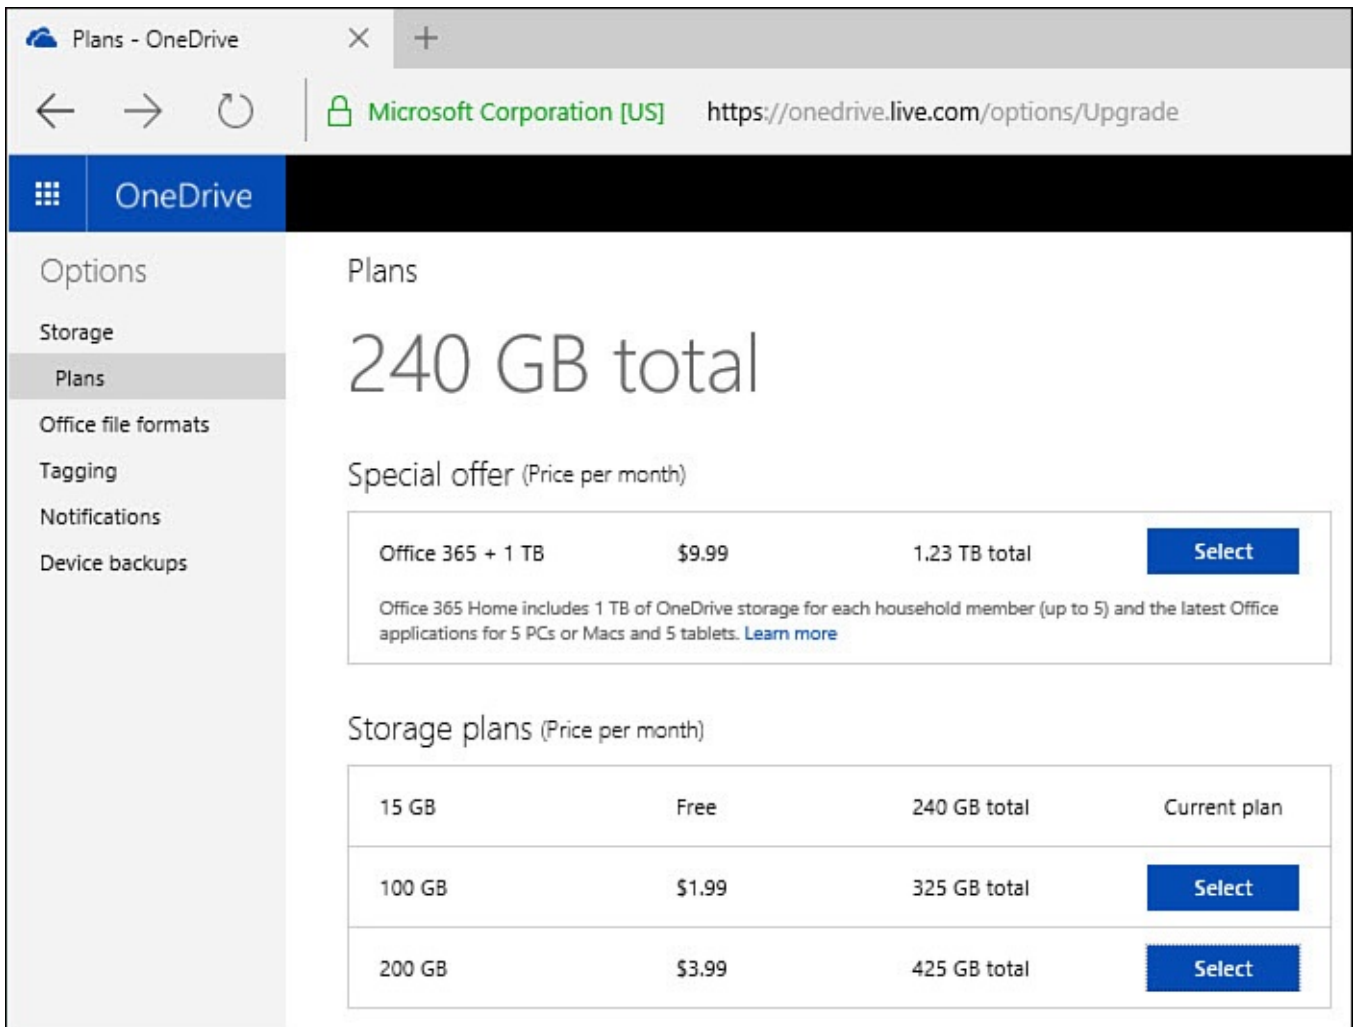 Plans - OneDrive
Microsoft Corporation [US] https://onedrive.live.com/options/Upgrade
OneDrive
Options
Storage
Plans
Office file formats
Tagging
Notifications
Device backups
Plans
240 GB total
Special offer (Price per month)
Office 365 + 1 TB $9.99 1.23 TB total Select
Office 365 Home includes 1 TB of OneDrive storage for each household member (up to 5) and the latest Office
applications for 5 PCs or Macs and 5 tablets. Learn more
Storage plans (Price per month)
15 GB Free 240 GB total Current plan
100 GB $1.99 325 GB total Select
200 GB $3.99 425 GB total Select